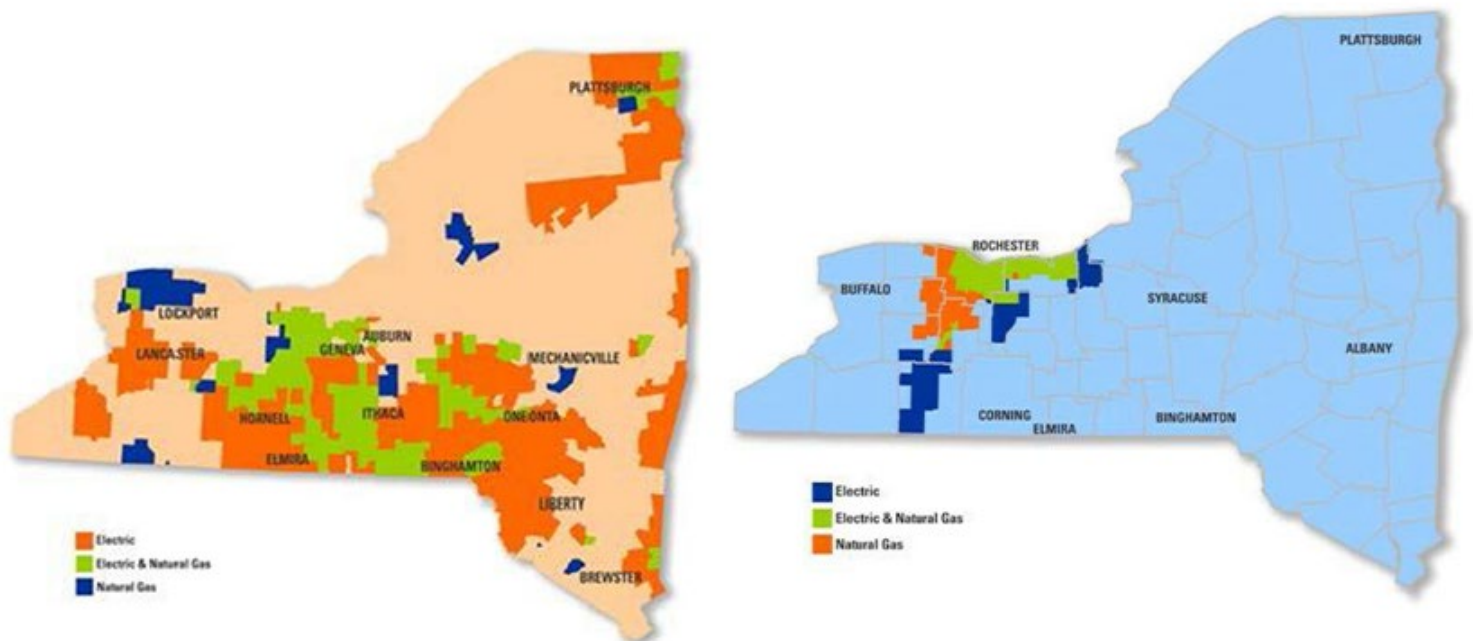 PLATTSBURGH
LOCKPORT
LANCASTER
AUBURN
GENEVA
MECHANICVILLE
HORNELL
ITHACA
ONEONTA
ELMIRA
BINGHAMTON
LIBERTY
BREWSTER
Electric
Electric & Natural Gas
Natural Gas
PLATTSBURGH
ROCHESTER
BUFFALO
SYRACUSE
ALBANY
CORNING
ELMIRA
BINGHAMTON
Electric
Electric & Natural Gas
Natural Gas